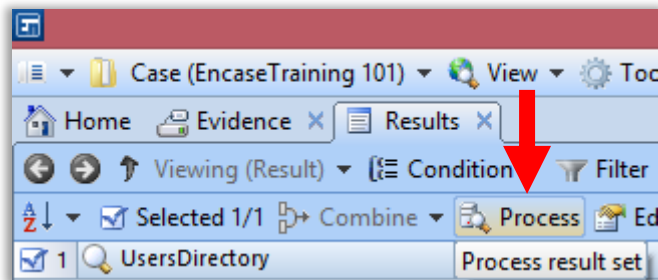 Case (EncaseTraining 101) View Too
Home Evidence Results
Viewing (Result) Condition Filter
Selected 1/1 Combine Process Ed
1 UsersDirectory Process result set